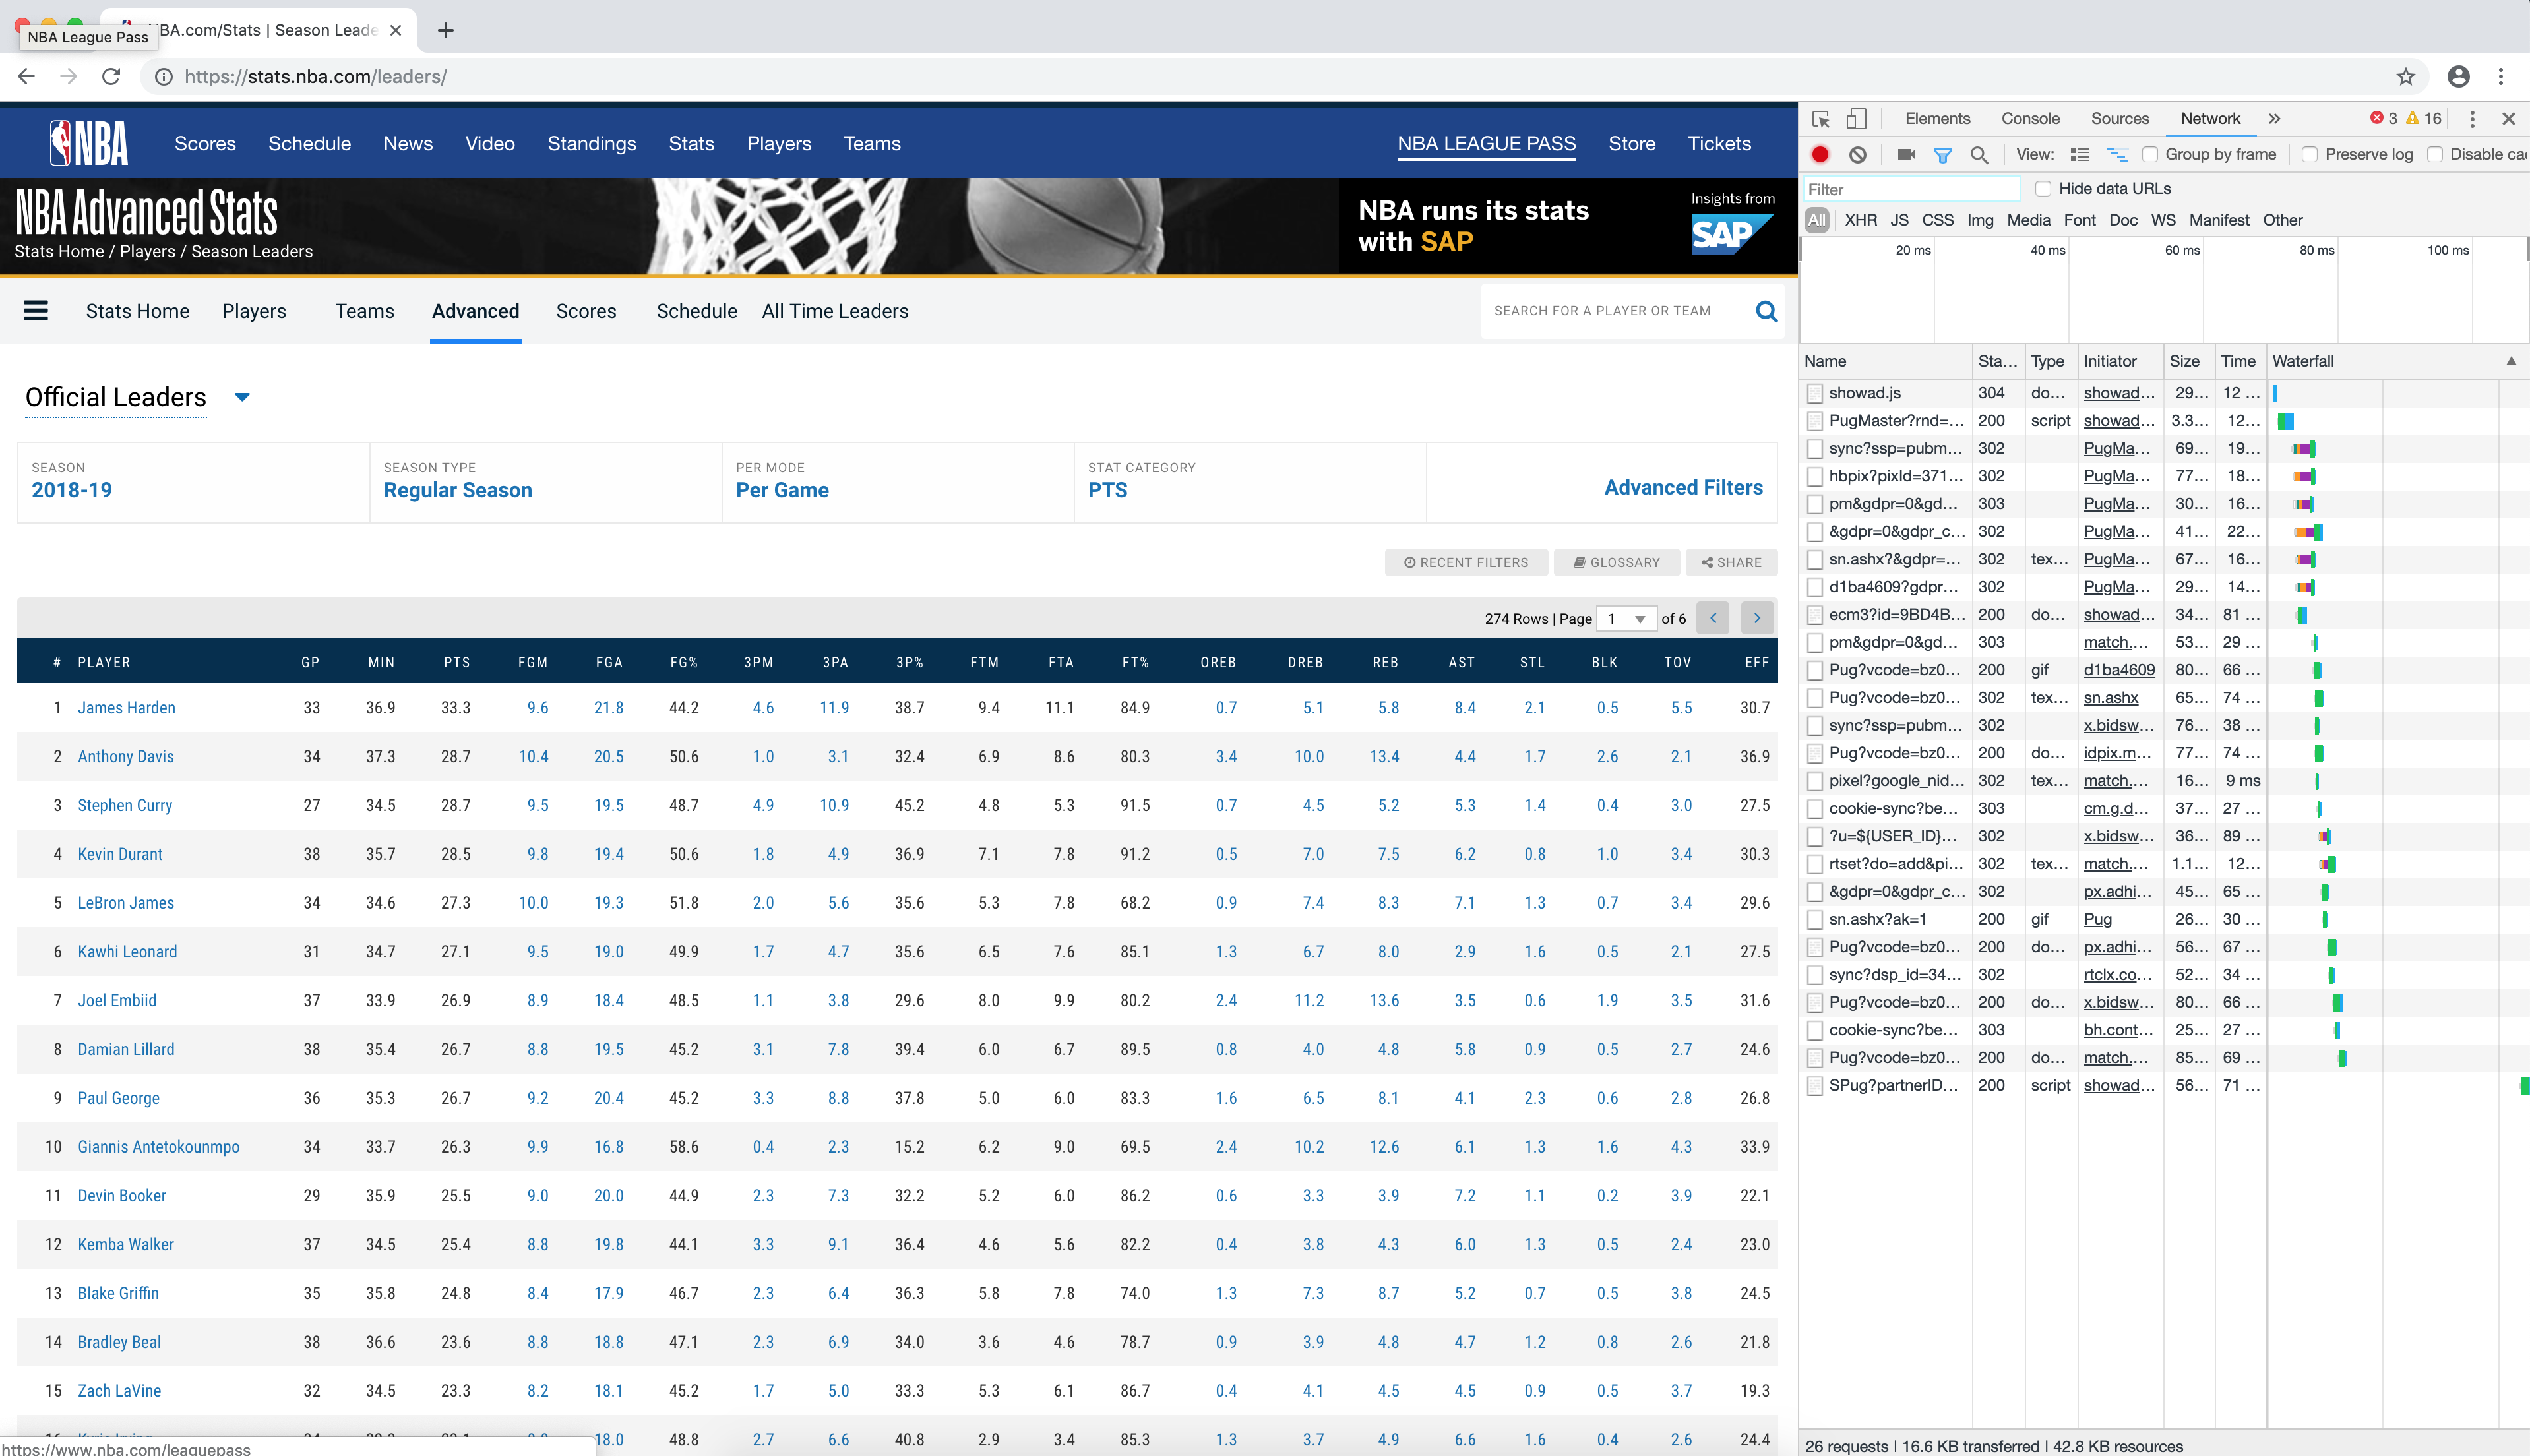 NBA League Pass
BA.com/Stats | Season Leade
https://stats.nba.com/leaders/
NBA Scores Schedule News Video Standings Stats Players Teams NBA LEAGUE PASS Store Tickets
NBA Advanced Stats
Stats Home / Players / Season Leaders
NBA runs its stats
with SAP
Insights from
SAP
Stats Home Players Teams Advanced Scores Schedule All Time Leaders SEARCH FOR A PLAYER OR TEAM
Official Leaders
SEASON SEASON TYPE PER MODE STAT CATEGORY
2018-19 Regular Season Per Game PTS Advanced Filters
RECENT FILTERS GLOSSARY SHARE
274 Rows | Page 1 of 6
# PLAYER GP MIN PTS FGM FGA FG% 3PM 3PA 3P% FTM FTA FT% OREB DREB REB AST STL BLK TOV EFF
1 James Harden 33 36.9 33.3 9.6 21.8 44.2 4.6 11.9 38.7 9.4 11.1 84.9 0.7 5.1 5.8 8.4 2.1 0.5 5.5 30.7
2 Anthony Davis 34 37.3 28.7 10.4 20.5 50.6 1.0 3.1 32.4 6.9 8.6 80.3 3.4 10.0 13.4 4.4 1.7 2.6 2.1 36.9
3 Stephen Curry 27 34.5 28.7 9.5 19.5 48.7 4.9 10.9 45.2 4.8 5.3 91.5 0.7 4.5 5.2 5.3 1.4 0.4 3.0 27.5
4 Kevin Durant 38 35.7 28.5 9.8 19.4 50.6 1.8 4.9 36.9 7.1 7.8 91.2 0.5 7.0 7.5 6.2 0.8 1.0 3.4 30.3
5 LeBron James 34 34.6 27.3 10.0 19.3 51.8 2.0 5.6 35.6 5.3 7.8 68.2 0.9 7.4 8.3 7.1 1.3 0.7 3.4 29.6
6 Kawhi Leonard 31 34.7 27.1 9.5 19.0 49.9 1.7 4.7 35.6 6.5 7.6 85.1 1.3 6.7 8.0 2.9 1.6 0.5 2.1 27.5
7 Joel Embiid 37 33.9 26.9 8.9 18.4 48.5 1.1 3.8 29.6 8.0 9.9 80.2 2.4 11.2 13.6 3.5 0.6 1.9 3.5 31.6
8 Damian Lillard 38 35.4 26.7 8.8 19.5 45.2 3.1 7.8 39.4 6.0 6.7 89.5 0.8 4.0 4.8 5.8 0.9 0.5 2.7 24.6
9 Paul George 36 35.3 26.7 9.2 20.4 45.2 3.3 8.8 37.8 5.0 6.0 83.3 1.6 6.5 8.1 4.1 2.3 0.6 2.8 26.8
10 Giannis Antetokounmpo 34 33.7 26.3 9.9 16.8 58.6 0.4 2.3 15.2 6.2 9.0 69.5 2.4 10.2 12.6 6.1 1.3 1.6 4.3 33.9
11 Devin Booker 29 35.9 25.5 9.0 20.0 44.9 2.3 7.3 32.2 5.2 6.0 86.2 0.6 3.3 3.9 7.2 1.1 0.2 3.9 22.1
12 Kemba Walker 37 34.5 25.4 8.8 19.8 44.1 3.3 9.1 36.4 4.6 5.6 82.2 0.4 3.8 4.3 6.0 1.3 0.5 2.4 23.0
13 Blake Griffin 35 35.8 24.8 8.4 17.9 46.7 2.3 6.4 36.3 5.8 7.8 74.0 1.3 7.3 8.7 5.2 0.7 0.5 3.8 24.5
14 Bradley Beal 38 36.6 23.6 8.8 18.8 47.1 2.3 6.9 34.0 3.6 4.6 78.7 0.9 3.9 4.8 4.7 1.2 0.8 2.6 21.8
15 Zach LaVine 32 34.5 23.3 8.2 18.1 45.2 1.7 5.0 33.3 5.3 6.1 86.7 0.4 4.1 4.5 4.5 0.9 0.5 3.7 19.3
18.0 48.8 2.7 6.6 40.8 2.9 3.4 85.3 1.3 3.7 4.9 6.6 1.6 0.4 2.6 24.4
https://www.nba.com/leaguepass
Elements Console Sources Network 3 16
View: Group by frame Preserve log Disable cac
Filter Hide data URLs
All XHR JS CSS Img Media Font Doc WS Manifest Other
20 ms 40 ms 60 ms 80 ms 100 ms
Name Sta... Type Initiator Size Time Waterfall
showad.js 304 do... showad... 29... 12 ...
PugMaster?rnd=... 200 script showad... 3.3... 12...
sync?ssp=pubm... 302 PugMa... 69... 19...
hbpix?pixId=371... 302 PugMa... 77... 18...
pm&gdpr=0&gd... 303 PugMa... 30... 16...
&gdpr=0&gdpr_c... 302 PugMa... 41... 22...
sn.ashx?&gdpr=... 302 tex... PugMa... 67... 16...
d1ba4609?gdpr... 302 PugMa... 29... 14...
ecm3?id=9BD4B... 200 do... showad... 34... 81 ...
pm&gdpr=0&gd... 303 match.... 53... 29 ...
Pug?vcode=bz0... 200 gif d1ba4609 80... 66 ...
Pug?vcode=bz0... 302 tex... sn.ashx 65... 74 ...
sync?ssp=pubm... 302 x.bidsw... 76... 38 ...
Pug?vcode=bz0... 200 do... idpix.m... 77... 74 ...
pixel?google_nid... 302 tex... match.... 16... 9 ms
cookie-sync?be... 303 cm.g.d... 37... 27 ...
?u=${USER_ID}... 302 x.bidsw... 36... 89 ...
rtset?do=add&pi... 302 tex... match.... 1.1... 12...
&gdpr=0&gdpr_c... 302 px.adhi... 45... 65 ...
sn.ashx?ak=1 200 gif Pug 26... 30 ...
Pug?vcode=bz0... 200 do... px.adhi... 56... 67 ...
sync?dsp_id=34... 302 rtclx.co... 52... 34 ...
Pug?vcode=bz0... 200 do... x.bidsw... 80... 66 ...
cookie-sync?be... 303 bh.cont... 25... 27 ...
Pug?vcode=bz0... 200 do... match.... 85... 69 ...
SPug?partnerID... 200 script showad... 56... 71 ...
26 requests | 16.6 KB transferred | 42.8 KB resources